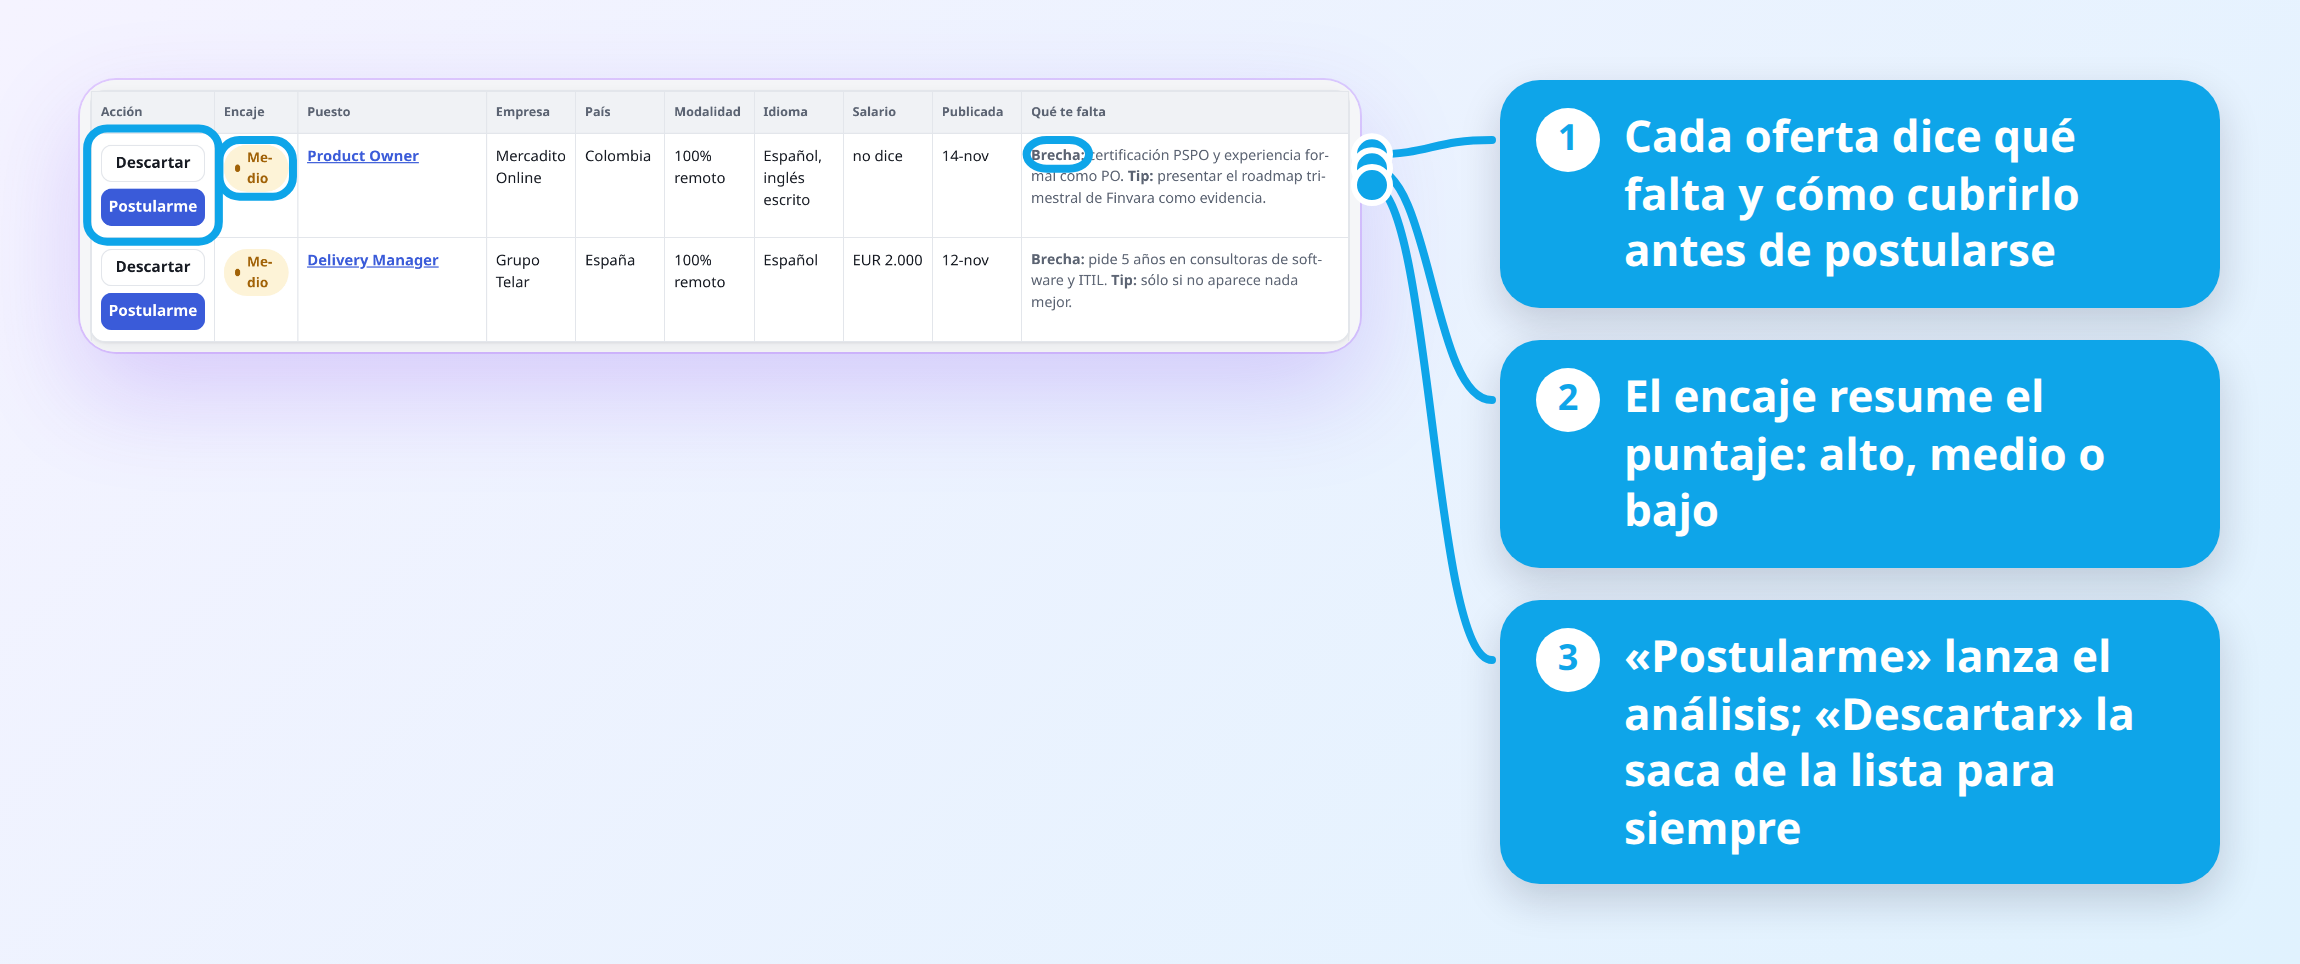 Acción Encaje Puesto Empresa País Modalidad Idioma Salario Publicada Qué te falta
Descartar
Postularme
Me-
dio
Product Owner
Mercadito
Online
Colombia
100%
remoto
Español,
inglés
escrito
no dice
14-nov
Brecha: certificación PSPO y experiencia for-
mal como PO. Tip: presentar el roadmap tri-
mestral de Finvara como evidencia.
Descartar
Postularme
Me-
dio
Delivery Manager
Grupo
Telar
España
100%
remoto
Español
EUR 2.000
12-nov
Brecha: pide 5 años en consultoras de soft-
ware y ITIL. Tip: sólo si no aparece nada
mejor.
1
Cada oferta dice qué
falta y cómo cubrirlo
antes de postularse
2
El encaje resume el
puntaje: alto, medio o
bajo
3
«Postularme» lanza el
análisis; «Descartar» la
saca de la lista para
siempre